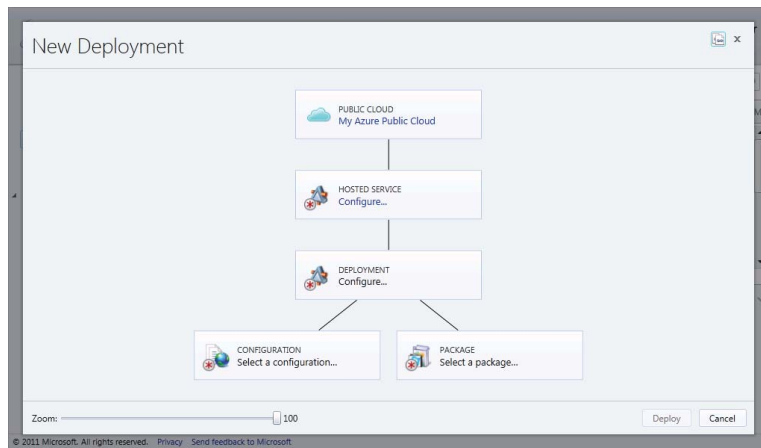 New Deployment
x
PUBLIC CLOUD
My Azure Public Cloud
HOSTED SERVICE
Configure...
DEPLOYMENT
Configure...
CONFIGURATION
Select a configuration...
PACKAGE
Select a package...
Zoom:
100
Deploy
Cancel
© 2011 Microsoft. All rights reserved. Privacy Send feedback to Microsoft